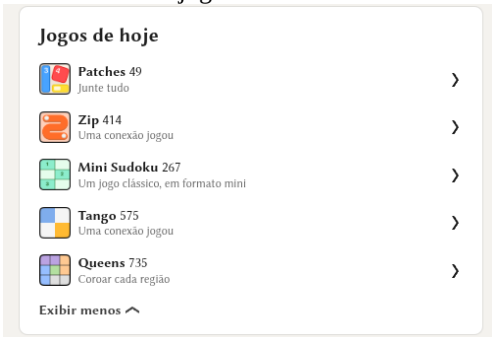 Jogos de hoje
Patches 49
Junte tudo
Zip 414
Uma conexão jogou
Mini Sudoku 267
Um jogo clássico, em formato mini
Tango 575
Uma conexão jogou
Queens 735
Coroar cada região
Exibir menos